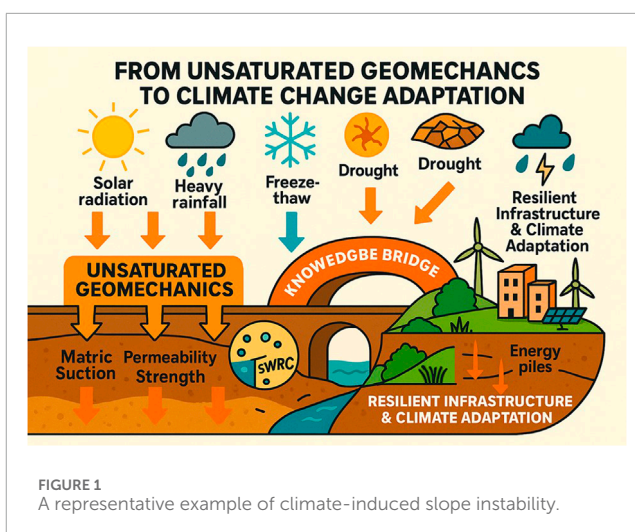 FROM UNSATURATED GEOMECHANCS
TO CLIMATE CHANGE ADAPTATION
Solar
radiation
Heavy
rainfall
Freeze-
thaw
Drought
Drought
Resilient
Infrastructure
& Climate
Adaptation
UNSATURATED
GEOMECHANICS
KNOWEDGBE BRIDGE
Matric
Suction
Permeability
Strength
SWRC
Energy
piles
RESILIENT INFRASTRUCTURE
& CLIMATE ADAPTATION
FIGURE 1
A representative example of climate-induced slope instability.